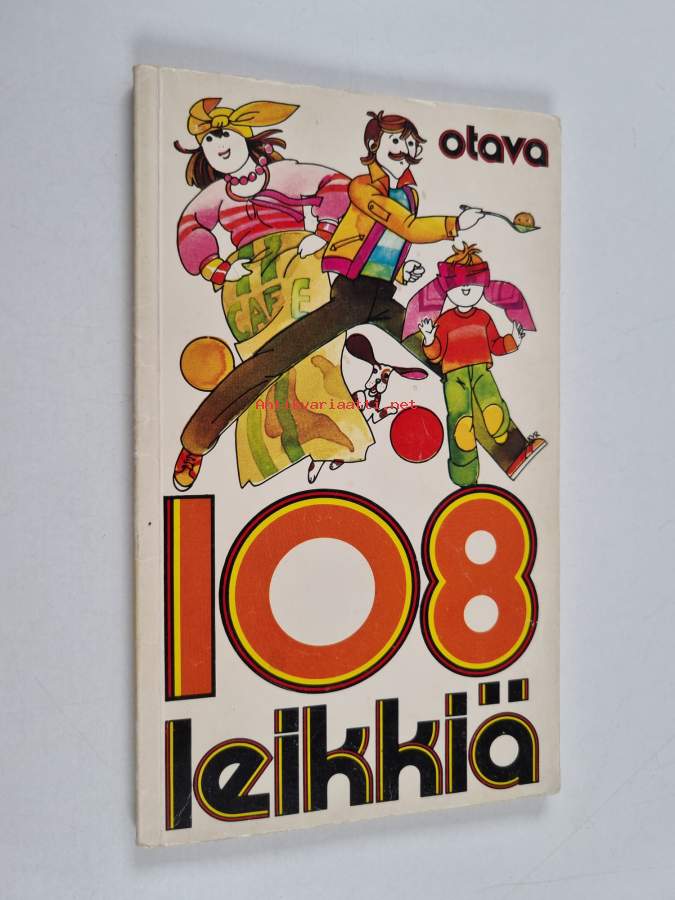 otava
CAFE
Antikvariaatti.net
108
leikkiä